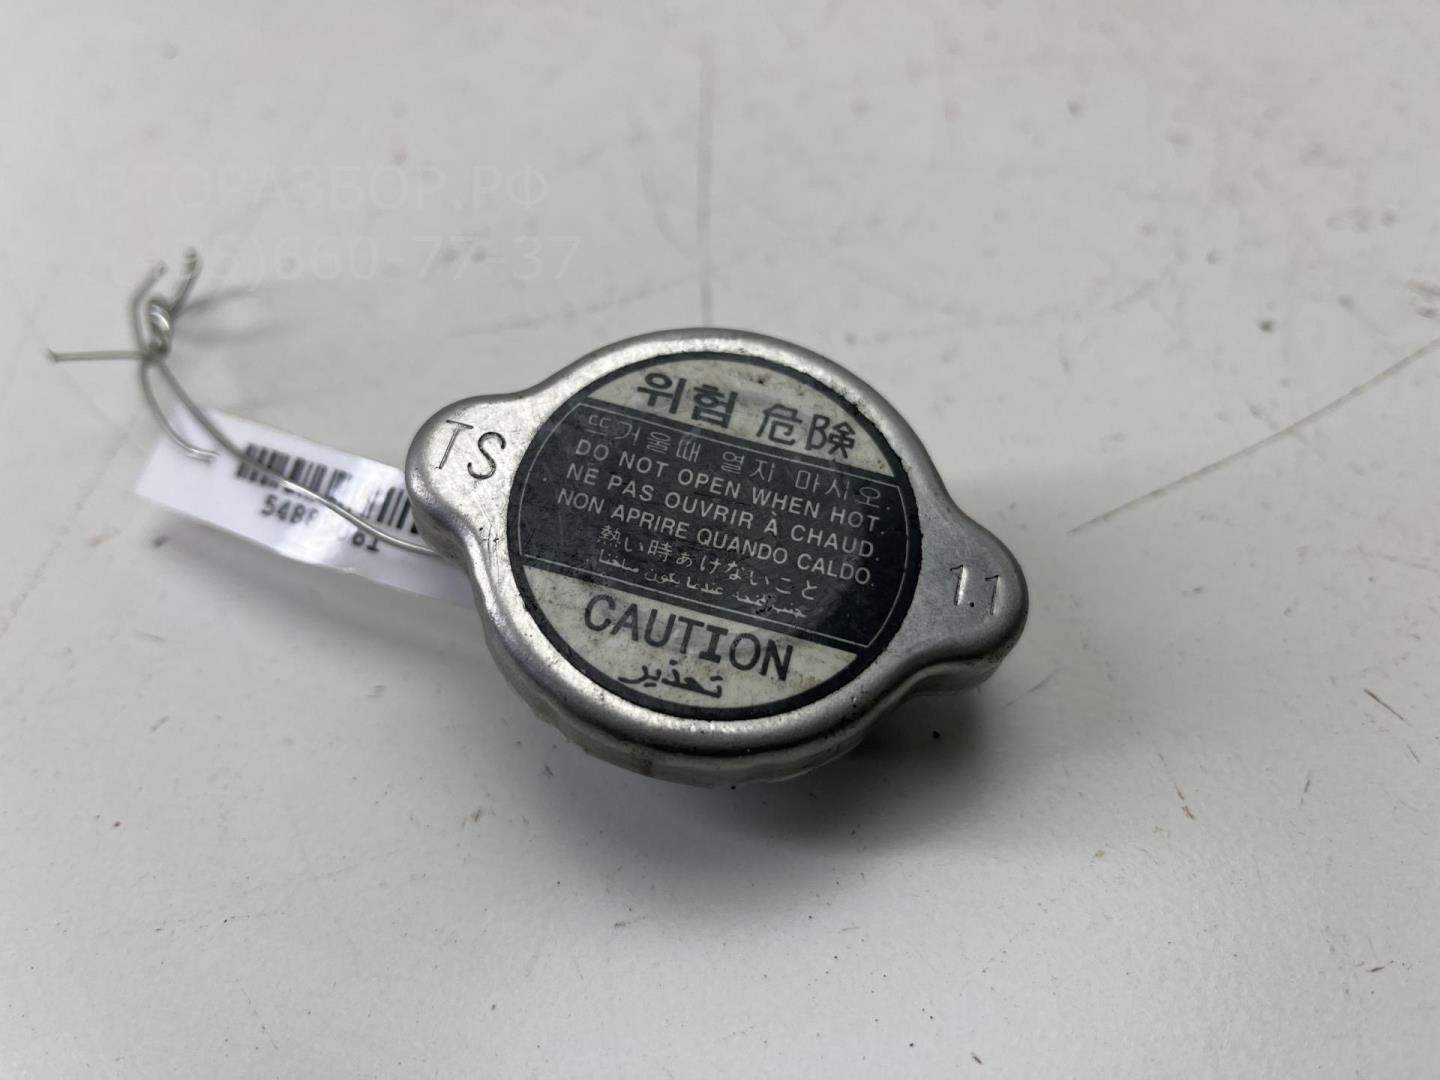 위험 危険
뜨거울때 열지 마시오.
DO NOT OPEN WHEN HOT.
NE PAS OUVRIR À CHAUD.
NON APRIRE QUANDO CALDO.
熱い時あけないこと
تحذير
CAUTION
TS
1.1